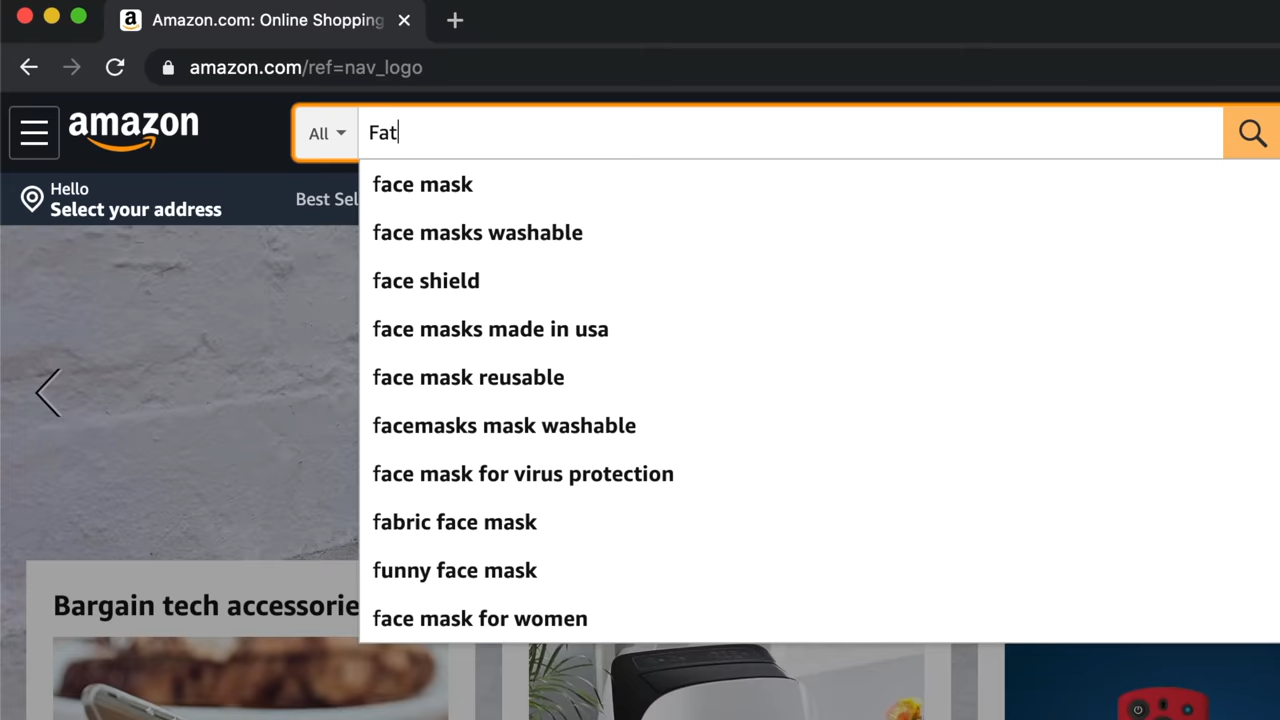 Amazon.com: Online Shopping
amazon.com/ref=nav_logo
amazon
All
Fat
Hello
Select your address
Best Sel
face mask
face masks washable
face shield
face masks made in usa
face mask reusable
facemasks mask washable
face mask for virus protection
fabric face mask
funny face mask
face mask for women
Bargain tech accessorie